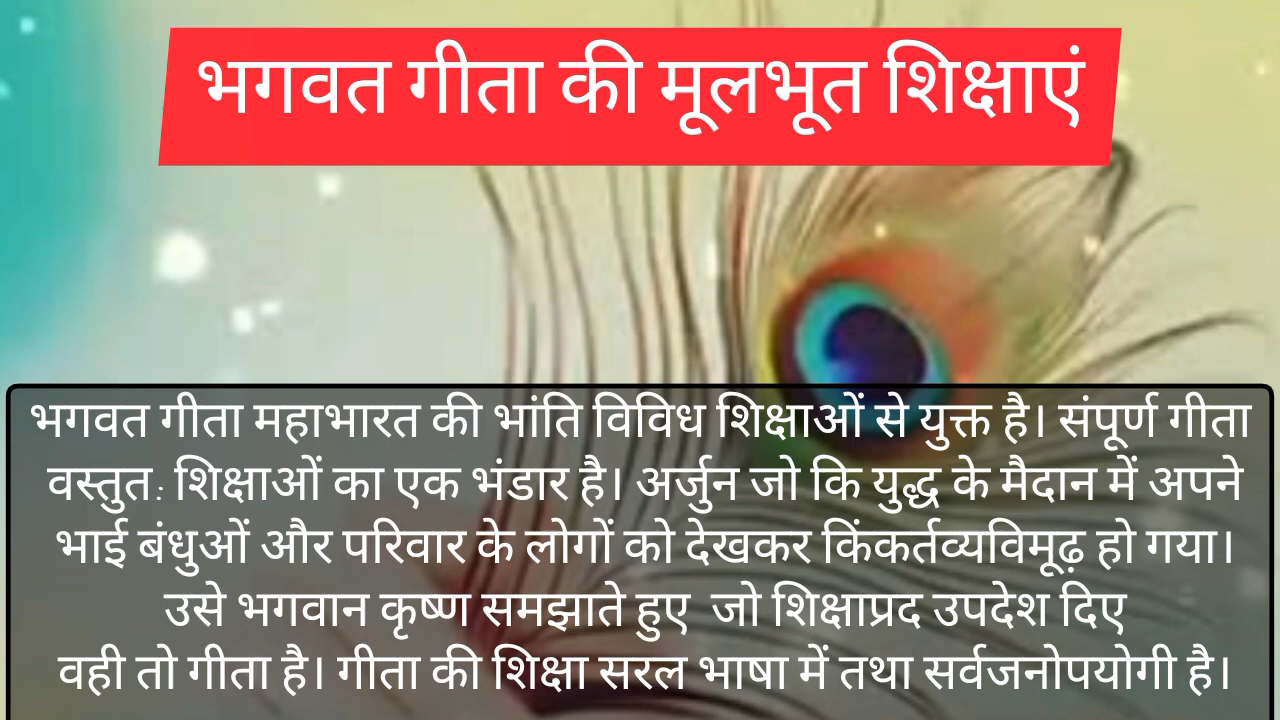 भगवत गीता की मूलभूत शिक्षाएं
भगवत गीता महाभारत की भांति विविध शिक्षाओं से युक्त है। संपूर्ण गीता
वस्तुत: शिक्षाओं का एक भंडार है। अर्जुन जो कि युद्ध के मैदान में अपने
भाई बंधुओं और परिवार के लोगों को देखकर किंकर्तव्यविमूढ़ हो गया।
उसे भगवान कृष्ण समझाते हुए  जो शिक्षाप्रद उपदेश दिए
वही तो गीता है। गीता की शिक्षा सरल भाषा में तथा सर्वजनोपयोगी है।